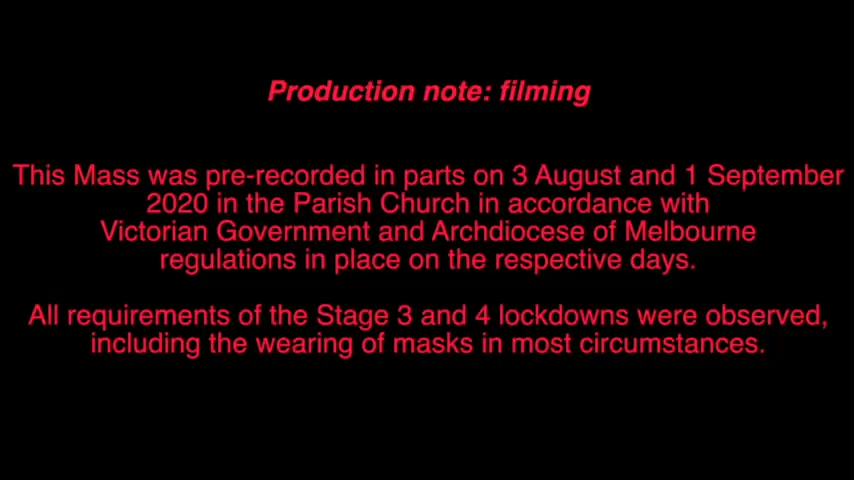 Production note: filming
This Mass was pre-recorded in parts on 3 August and 1 September
2020 in the Parish Church in accordance with
Victorian Government and Archdiocese of Melbourne
regulations in place on the respective days.
All requirements of the Stage 3 and 4 lockdowns were observed,
including the wearing of masks in most circumstances.